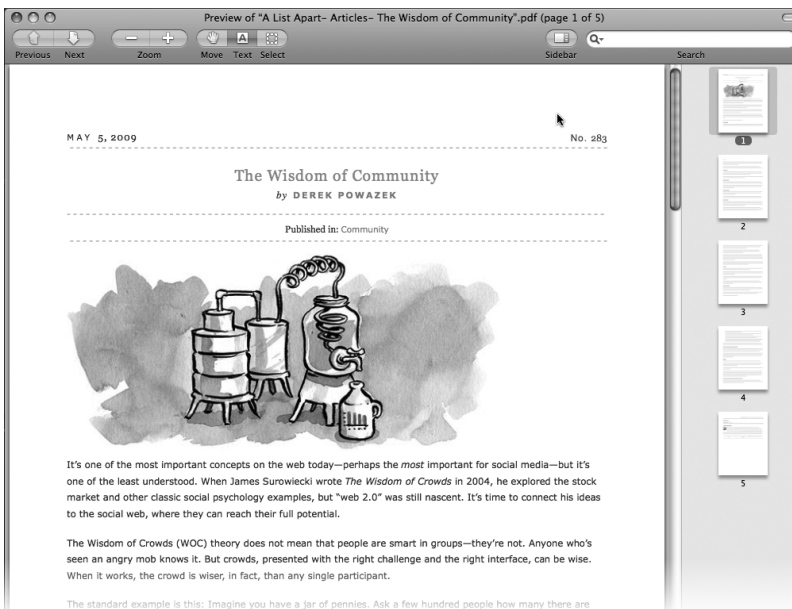 Preview of "A List Apart- Articles- The Wisdom of Community".pdf (page 1 of 5)
Previous Next Zoom Move Text Select Sidebar Search
MAY 5, 2009 No. 283
The Wisdom of Community
by DEREK POWAZEK
Published in: Community
It's one of the most important concepts on the web today—perhaps the most important for social media—but it's
one of the least understood. When James Surowiecki wrote The Wisdom of Crowds in 2004, he explored the stock
market and other classic social psychology examples, but "web 2.0" was still nascent. It's time to connect his ideas
to the social web, where they can reach their full potential.
The Wisdom of Crowds (WOC) theory does not mean that people are smart in groups—they're not. Anyone who's
seen an angry mob knows it. But crowds, presented with the right challenge and the right interface, can be wise.
When it works, the crowd is wiser, in fact, than any single participant.
The standard example is this: Imagine you have a jar of pennies. Ask a few hundred people how many there are
1
2
3
4
5